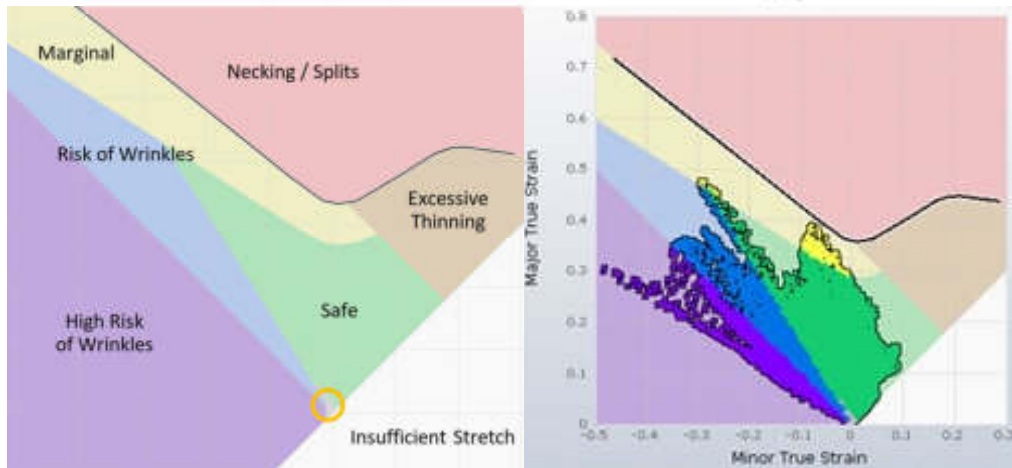 Marginal
Necking / Splits
Risk of Wrinkles
Excessive
Thinning
Safe
High Risk
of Wrinkles
Insufficient Stretch
Major True Strain
0.8
0.7
0.6
0.5
0.4
0.3
0.2
0.1
0
-0.5
-0.4
-0.3
-0.2
-0.1
0
0.1
0.2
0.3
Minor True Strain